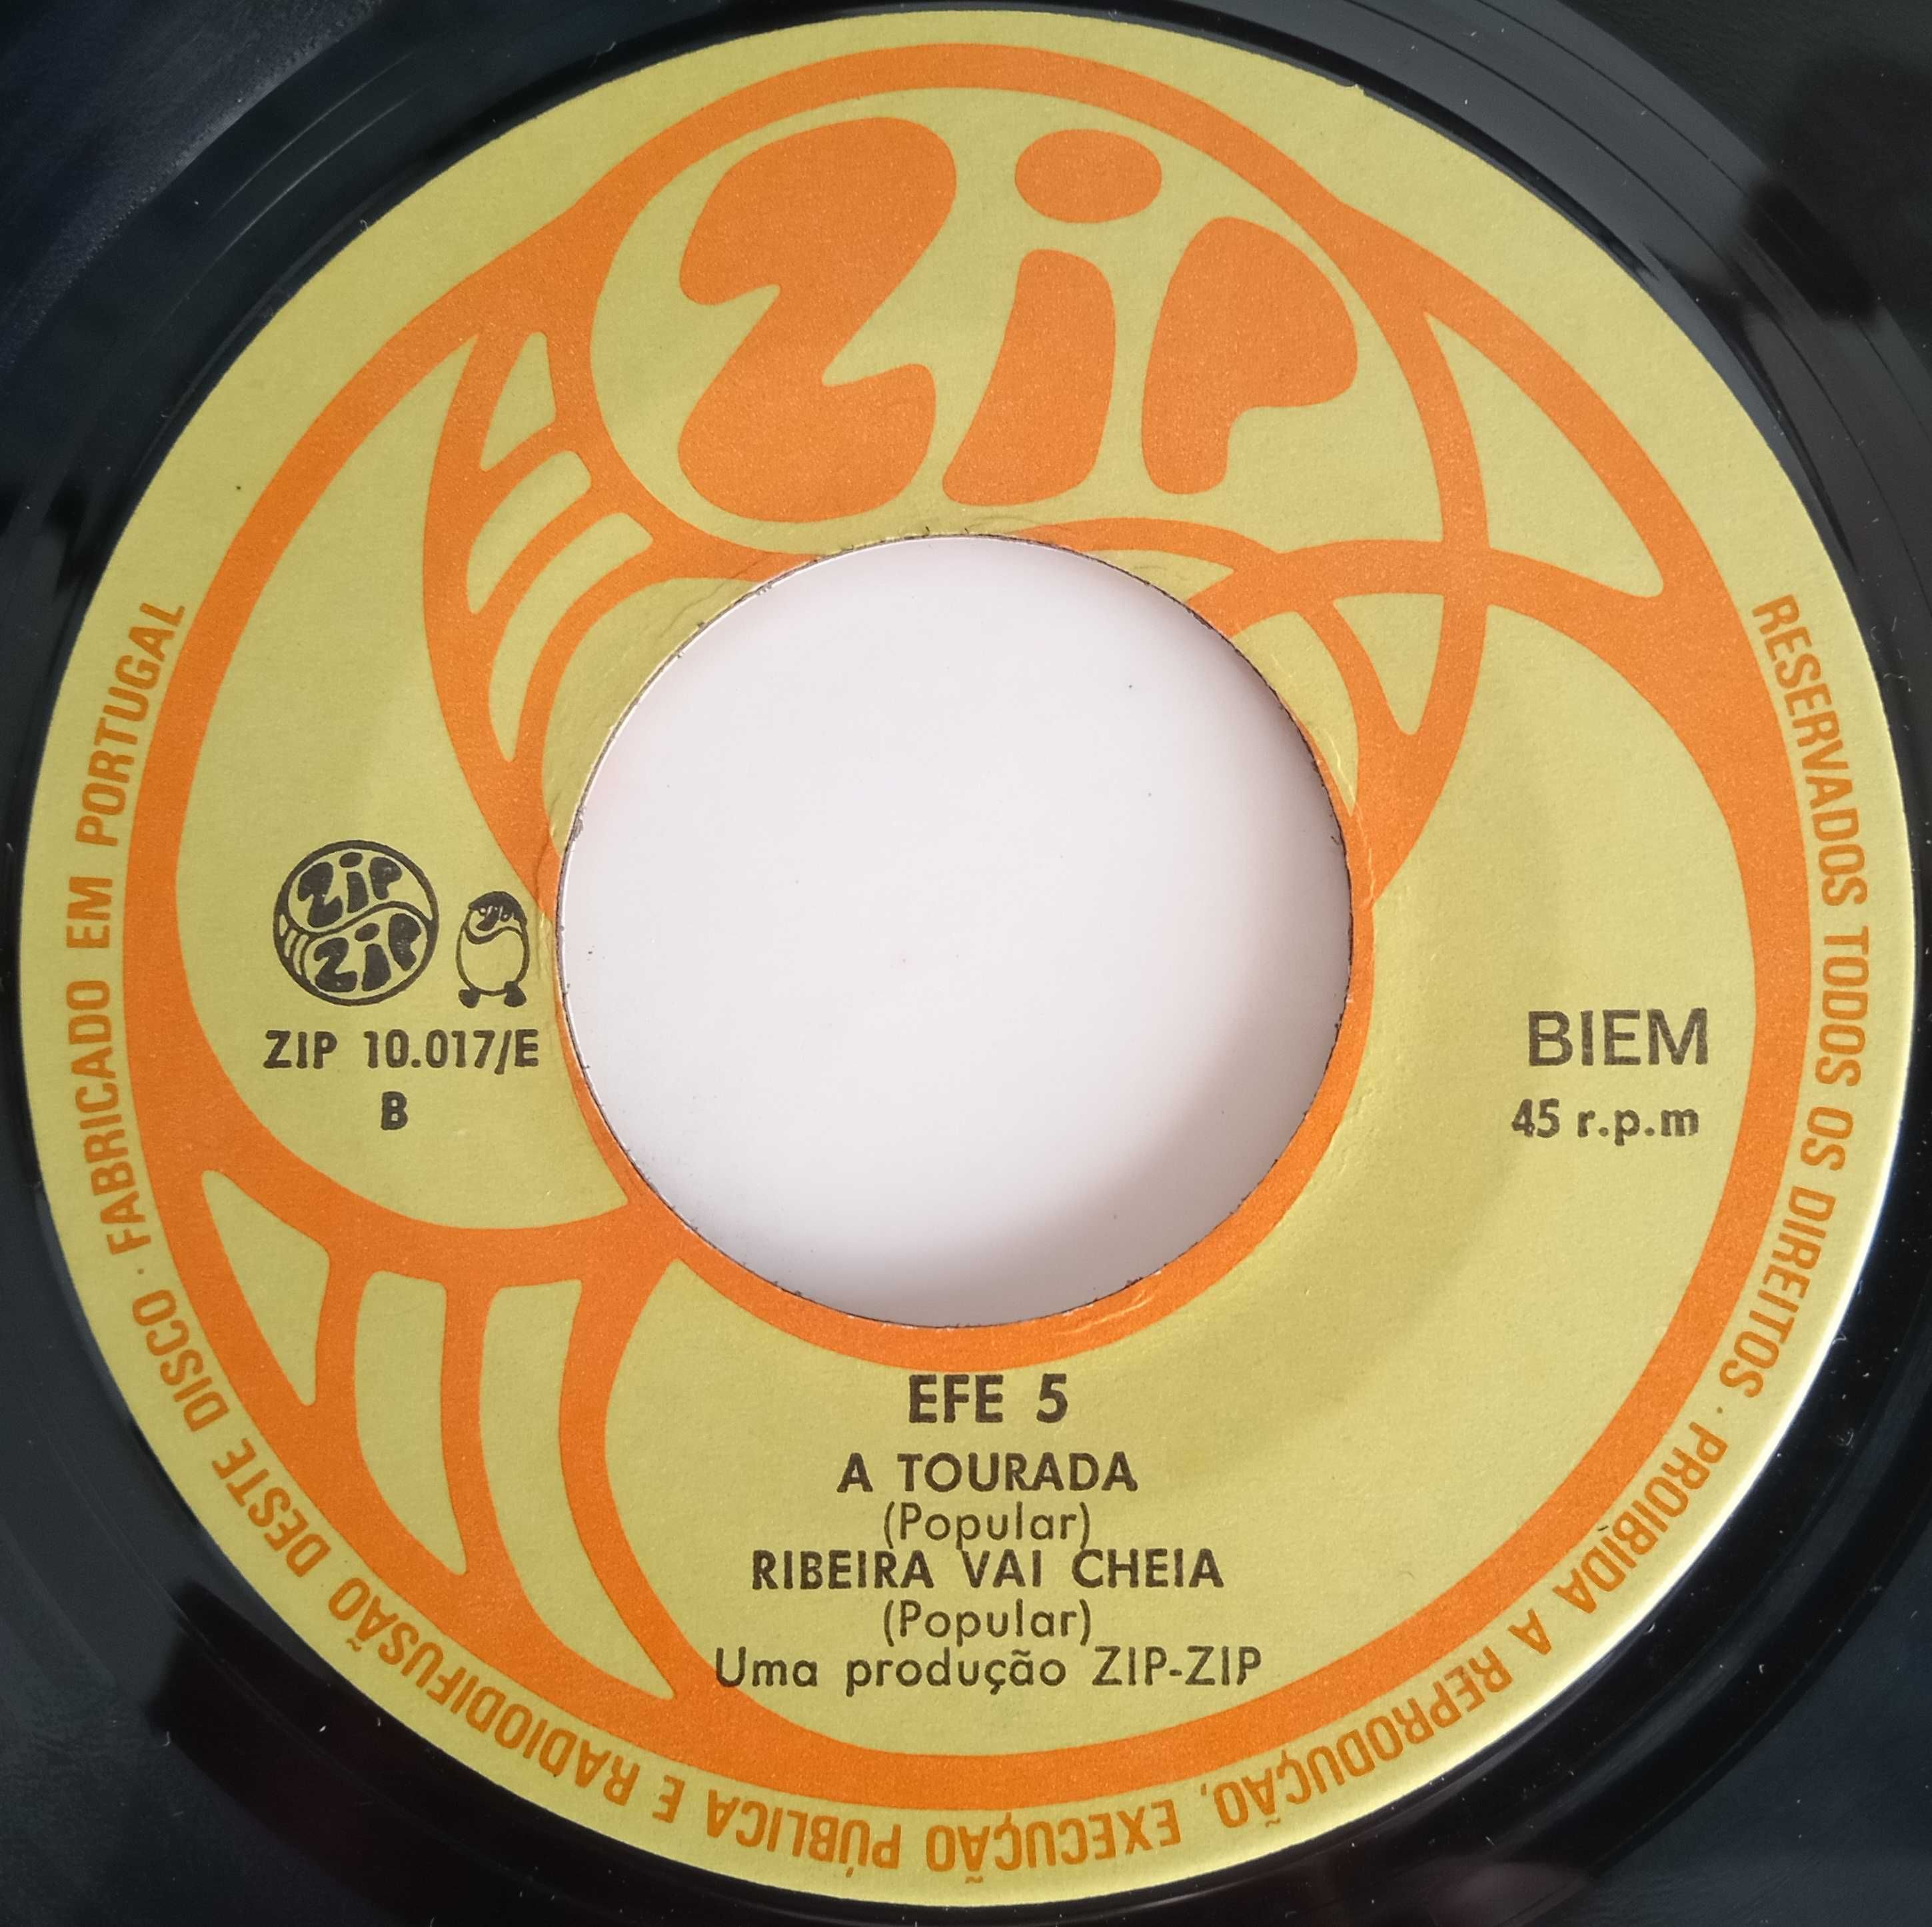 ZIP
ZIP
ZIP
ZIP 10.017/E
B
BIEM
45 r.p.m
EFE 5
A TOURADA
(Popular)
RIBEIRA VAI CHEIA
(Popular)
Uma produção ZIP-ZIP
RESERVADOS TODOS OS DIREITOS · PROIBIDA A REPRODUÇÃO, EXECUÇÃO PÚBLICA E RADIODIFUSÃO DESTE DISCO · FABRICADO EM PORTUGAL